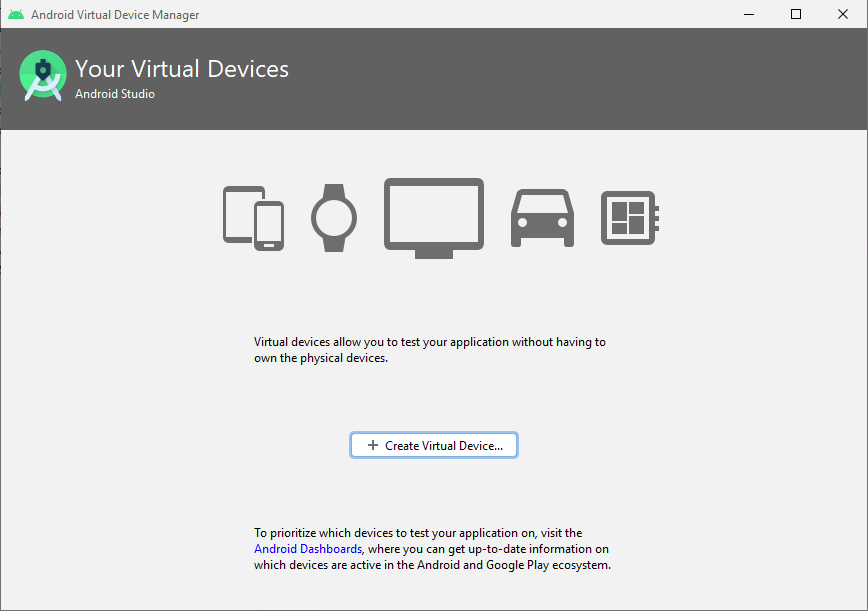 Android Virtual Device Manager
Your Virtual Devices
Android Studio
Virtual devices allow you to test your application without having to
own the physical devices.
Create Virtual Device...
To prioritize which devices to test your application on, visit the
Android Dashboards, where you can get up-to-date information on
which devices are active in the Android and Google Play ecosystem.